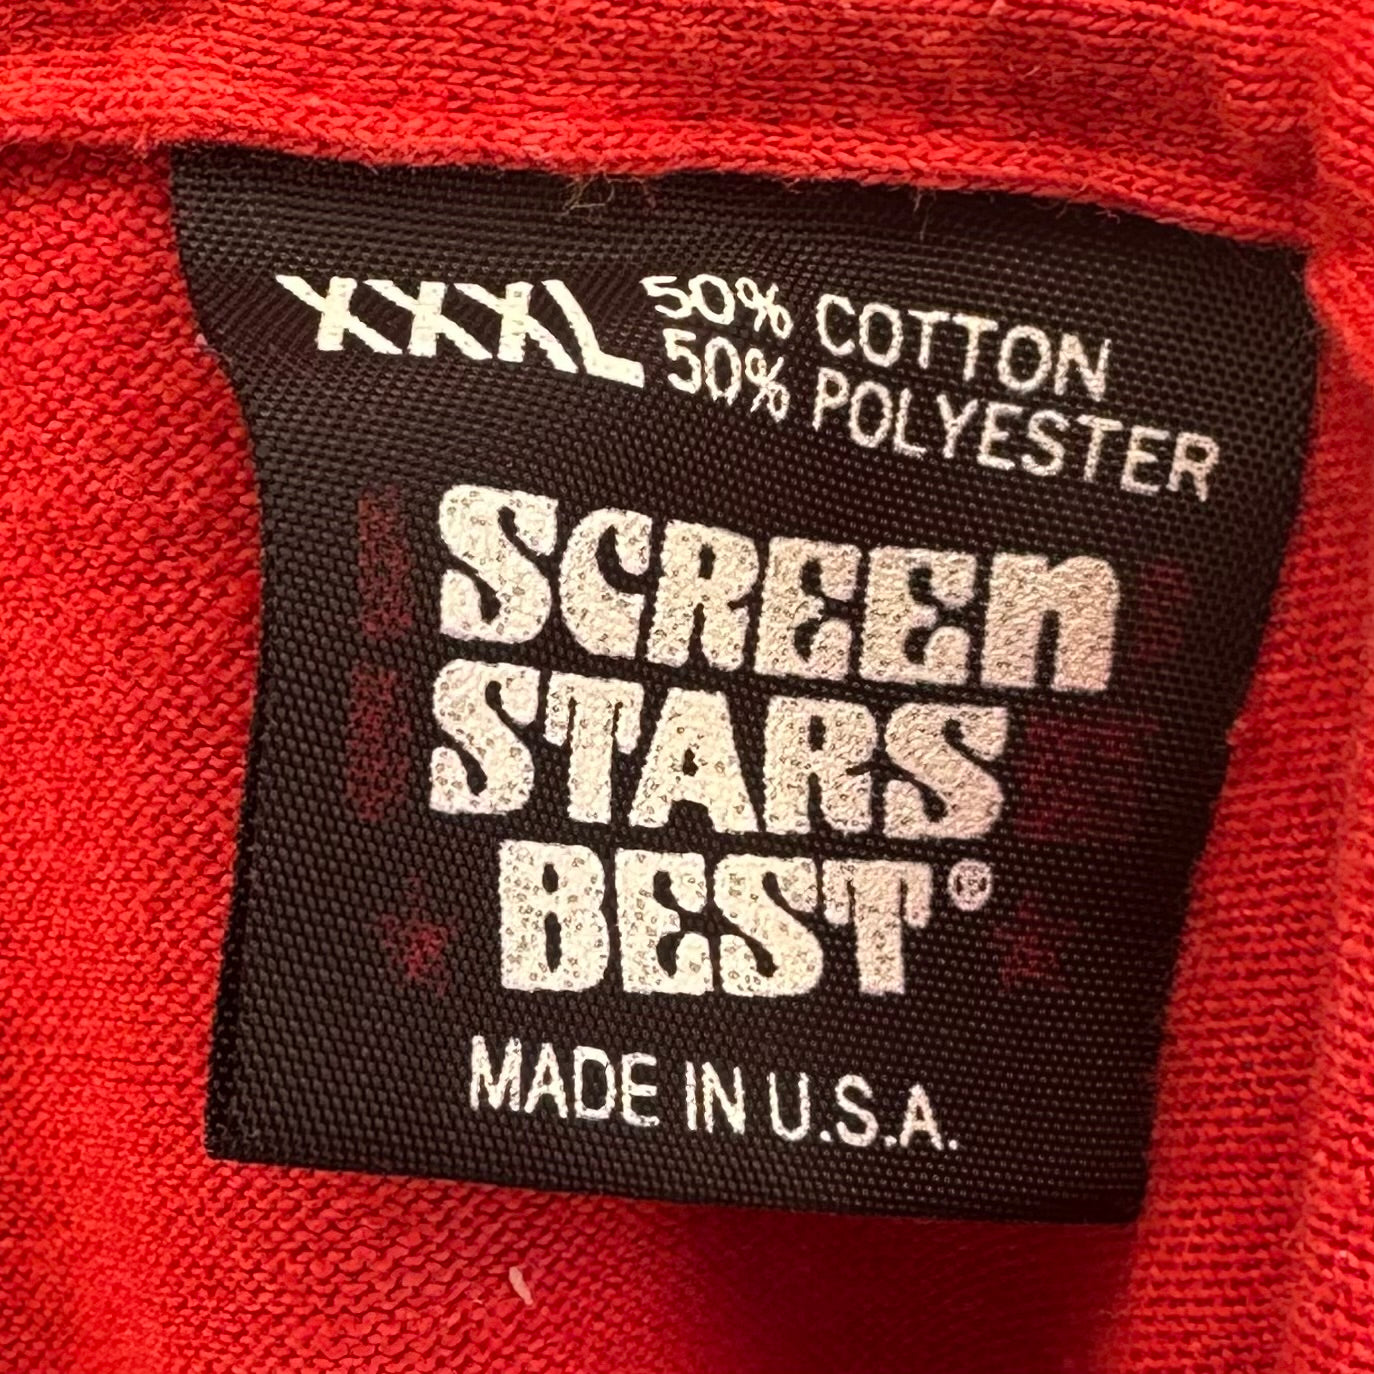 XXXL 50% COTTON
50% POLYESTER
SCREEN
STARS
BEST®
MADE IN U.S.A.